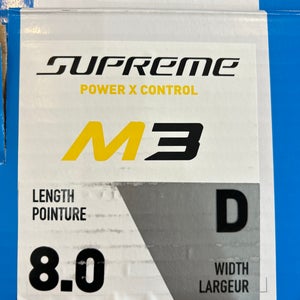 SUPREME
POWER X CONTROL
M3
LENGTH
POINTURE
8.0
D
WIDTH
LARGEUR